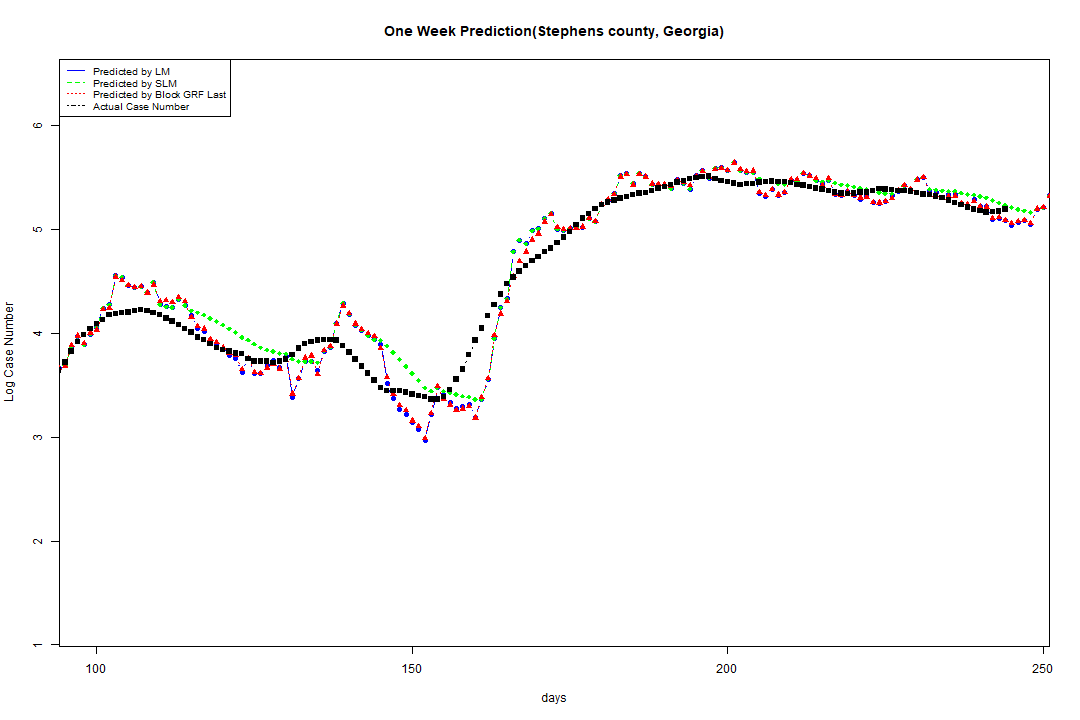 One Week Prediction(Stephens county, Georgia)
Predicted by LM
Predicted by SLM
Predicted by Block GRF Last
Actual Case Number
6
5
4
3
2
1
Log Case Number
100 150 200 250
days